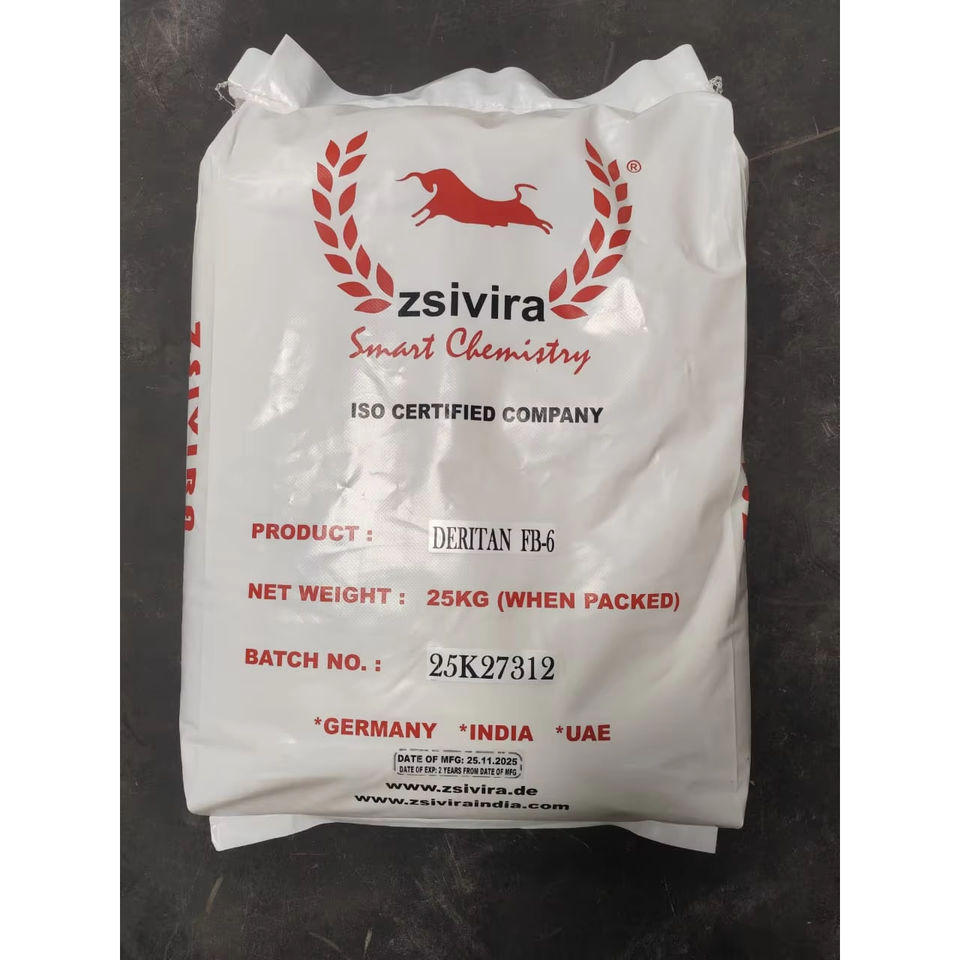 ®
zsivira
Smart Chemistry
ISO CERTIFIED COMPANY
ZSIVIRA
PRODUCT : DERITAN FB-6
NET WEIGHT : 25KG (WHEN PACKED)
BATCH NO. : 25K27312
*GERMANY *INDIA *UAE
DATE OF MFG: 25.11.2025
DATE OF EXP: 2 YEARS FROM DATE OF MFG
www.zsivira.de
www.zsiviraindia.com